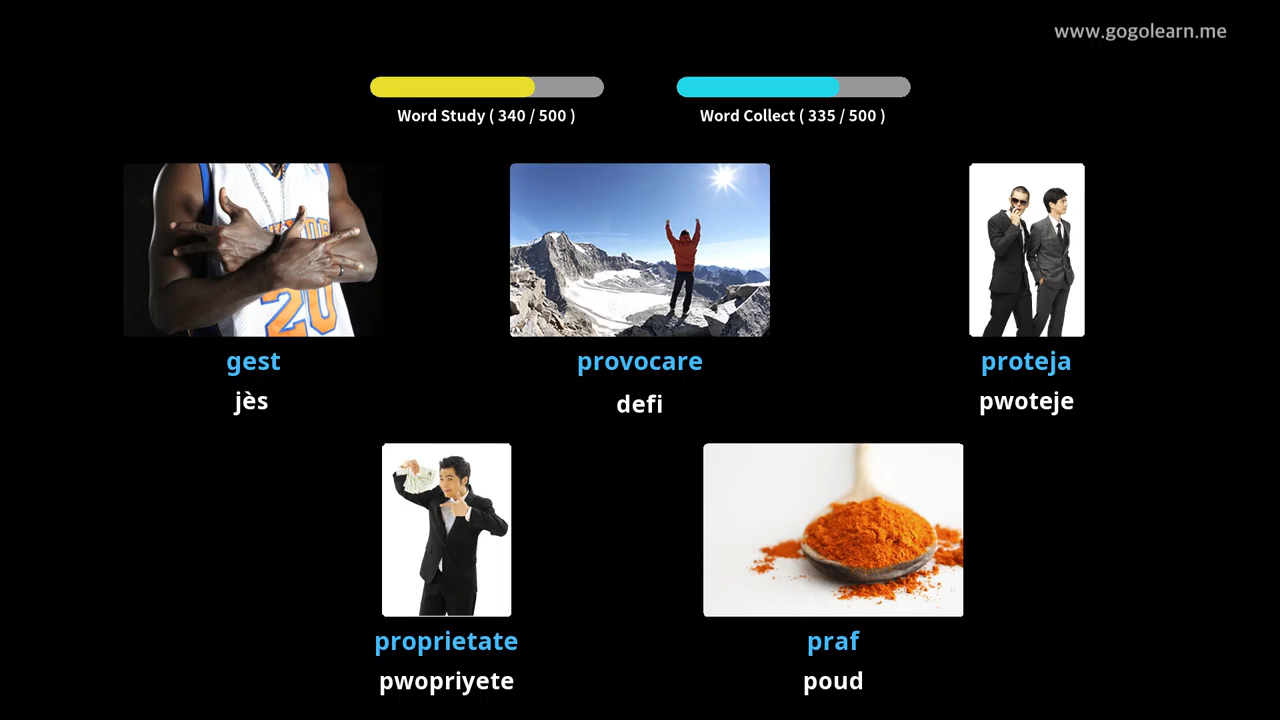 www.gogolearn.me
Word Study ( 340 / 500 )
Word Collect ( 335 / 500 )
20
gest
provocare
proteja
jès
defi
pwoteje
proprietate
praf
pwopriyete
poud